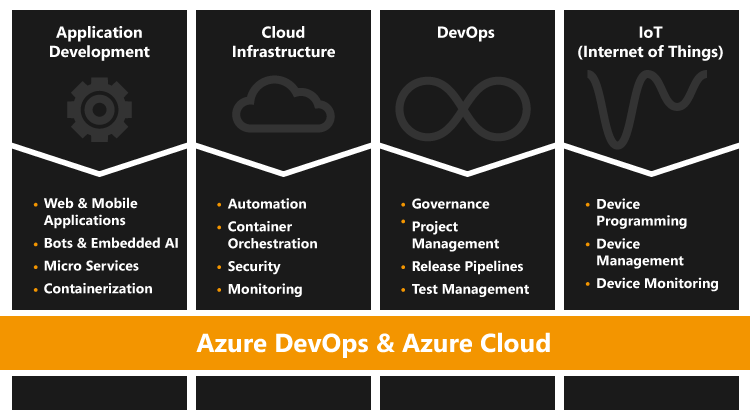 Application
Development
Web & Mobile
Applications
Bots & Embedded AI
Micro Services
Containerization
Cloud
Infrastructure
Automation
Container
Orchestration
Security
Monitoring
DevOps
Governance
Project
Management
Release Pipelines
Test Management
IoT
(Internet of Things)
Device
Programming
Device
Management
Device Monitoring
Azure DevOps & Azure Cloud